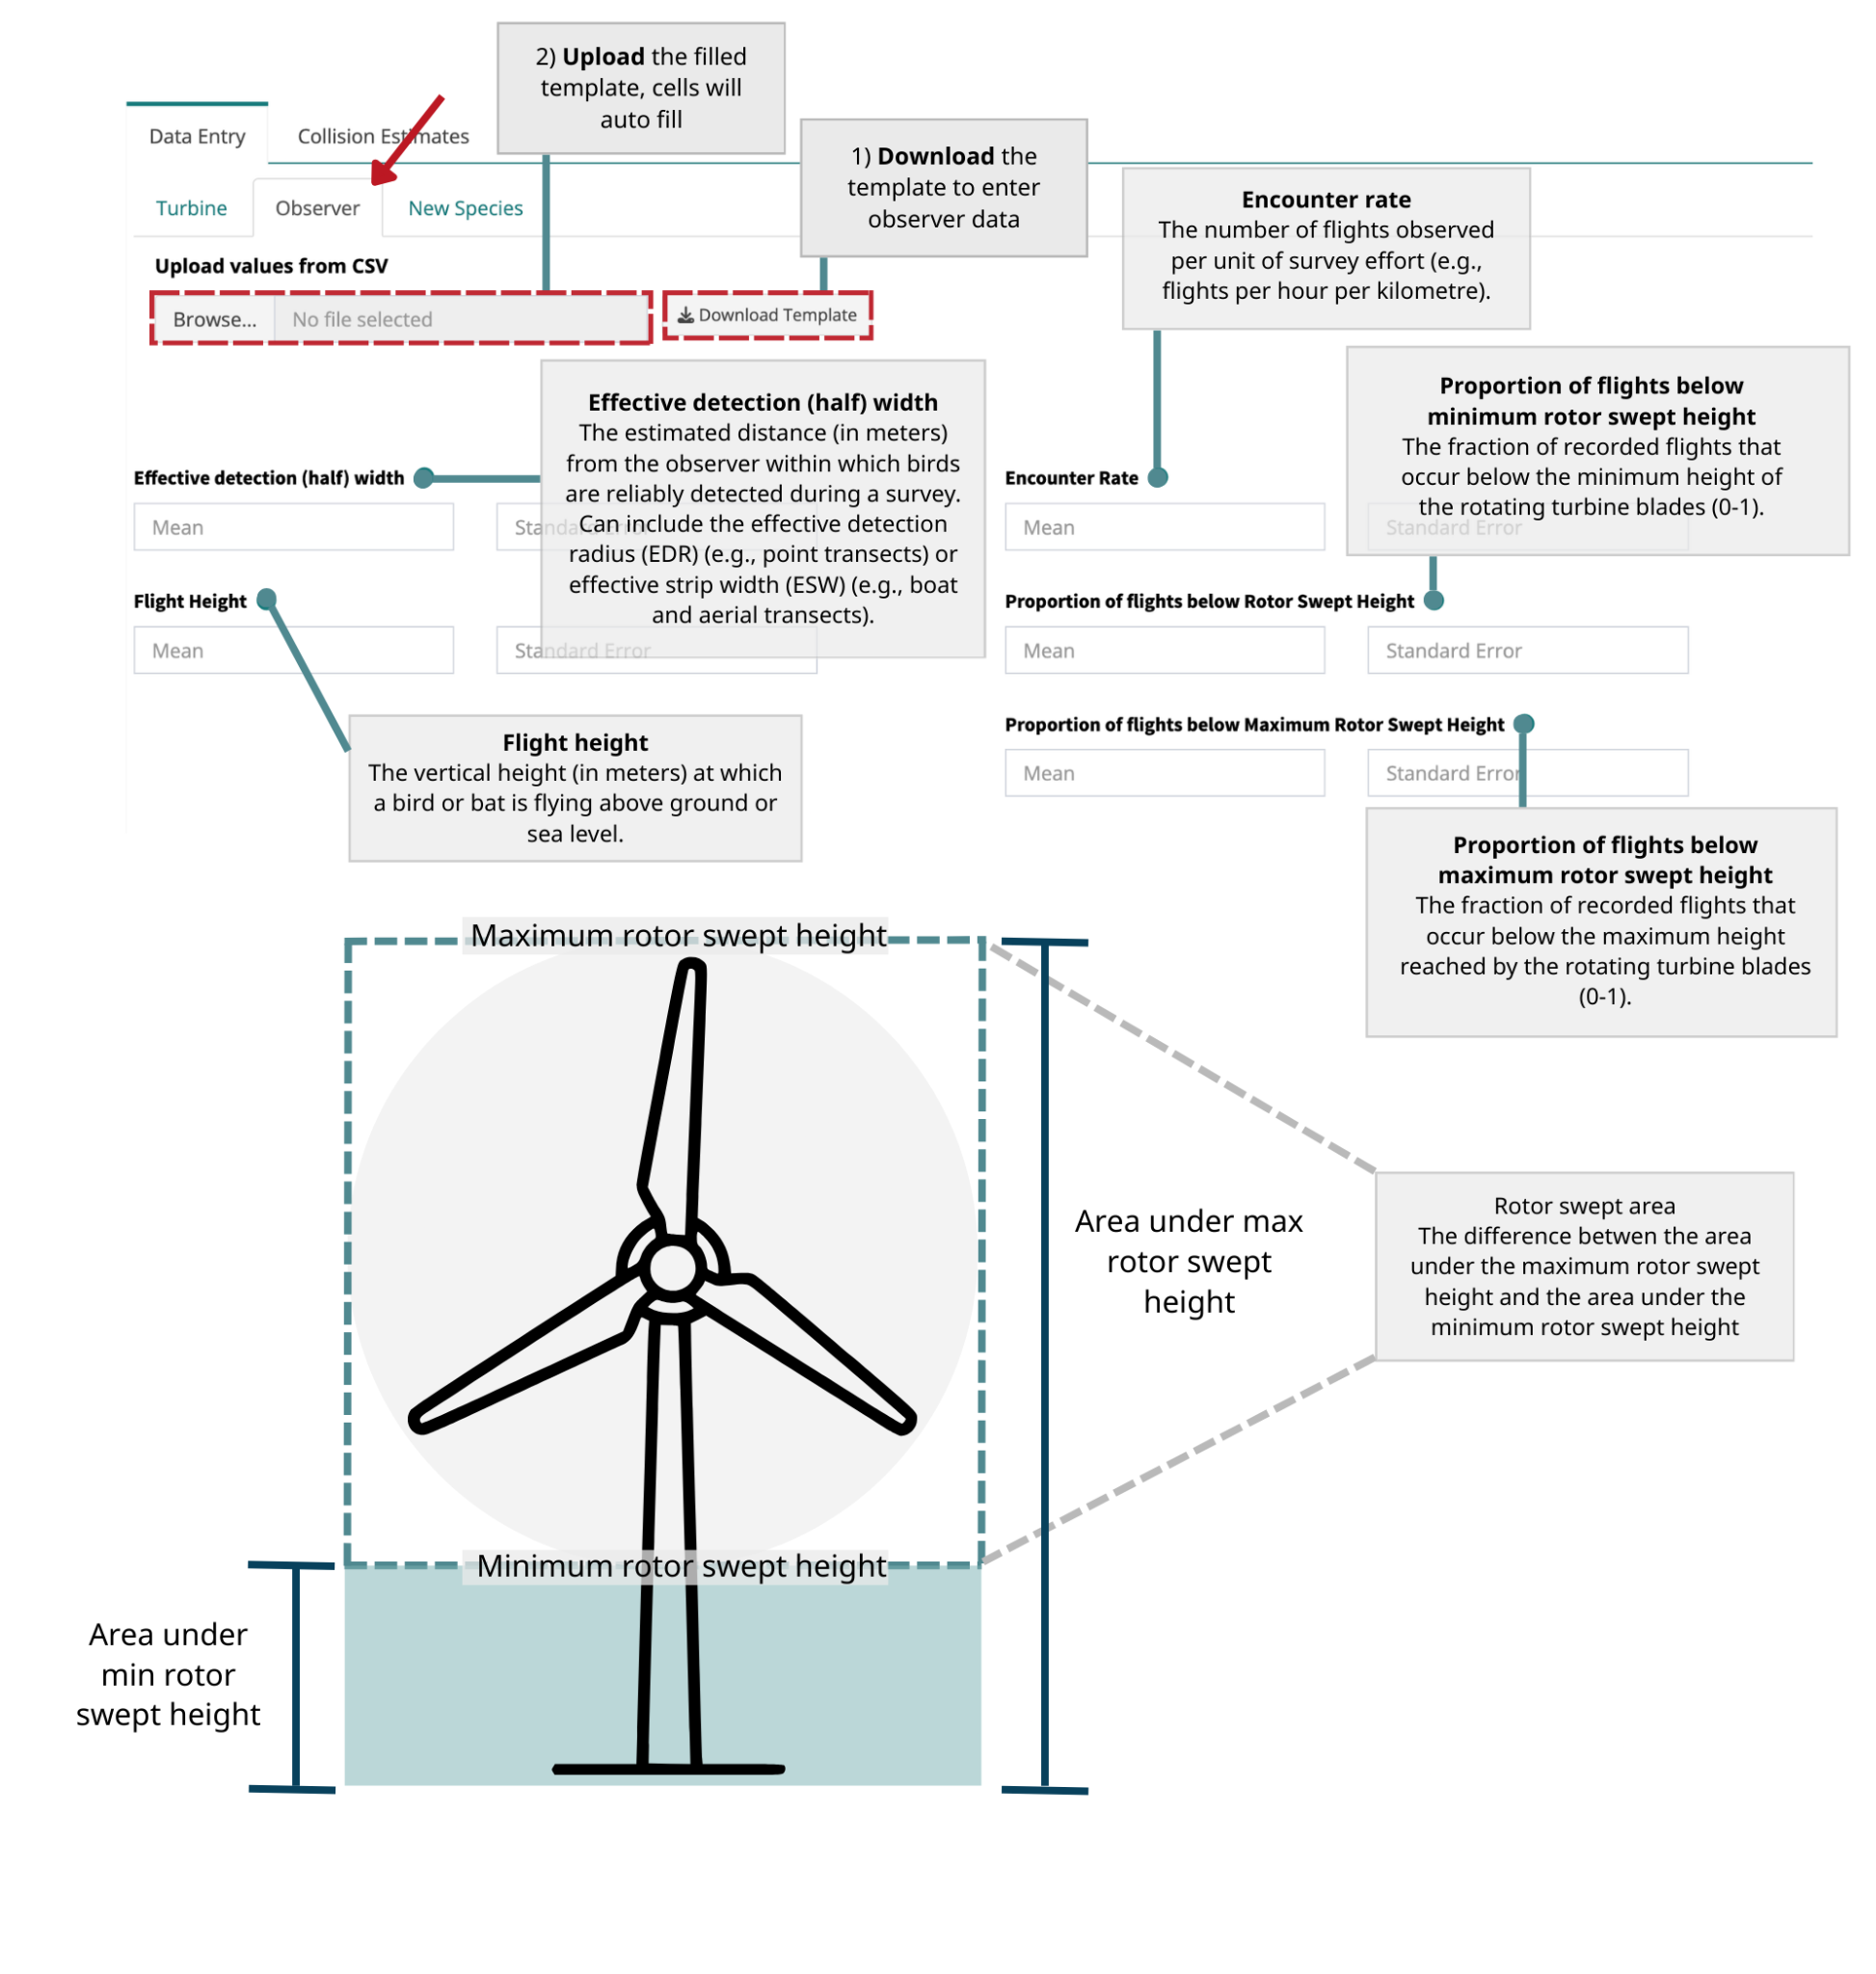 2) Upload the filled
template, cells will
auto fill
Data Entry
Collision Estimates
1) Download the
template to enter
observer data
Turbine
Observer
New Species
Encounter rate
The number of flights observed
per unit of survey effort (e.g.,
flights per hour per kilometre).
Upload values from CSV
Browse...
No file selected
Download Template
Effective detection (half) width
The estimated distance (in meters)
from the observer within which birds
are reliably detected during a survey.
Can include the effective detection
radius (EDR) (e.g., point transects) or
effective strip width (ESW) (e.g., boat
and aerial transects).
Proportion of flights below
minimum rotor swept height
The fraction of recorded flights that
occur below the minimum height of
the rotating turbine blades (0-1).
Effective detection (half) width
Mean
Standard Error
Encounter Rate
Mean
Standard Error
Flight Height
Mean
Standard Error
Proportion of flights below Rotor Swept Height
Mean
Standard Error
Flight height
The vertical height (in meters) at which
a bird or bat is flying above ground or
sea level.
Proportion of flights below Maximum Rotor Swept Height
Mean
Standard Error
Proportion of flights below
maximum rotor swept height
The fraction of recorded flights that
occur below the maximum height
reached by the rotating turbine blades
(0-1).
Maximum rotor swept height
Area under max
rotor swept
height
Rotor swept area
The difference betwen the area
under the maximum rotor swept
height and the area under the
minimum rotor swept height
Minimum rotor swept height
Area under
min rotor
swept height